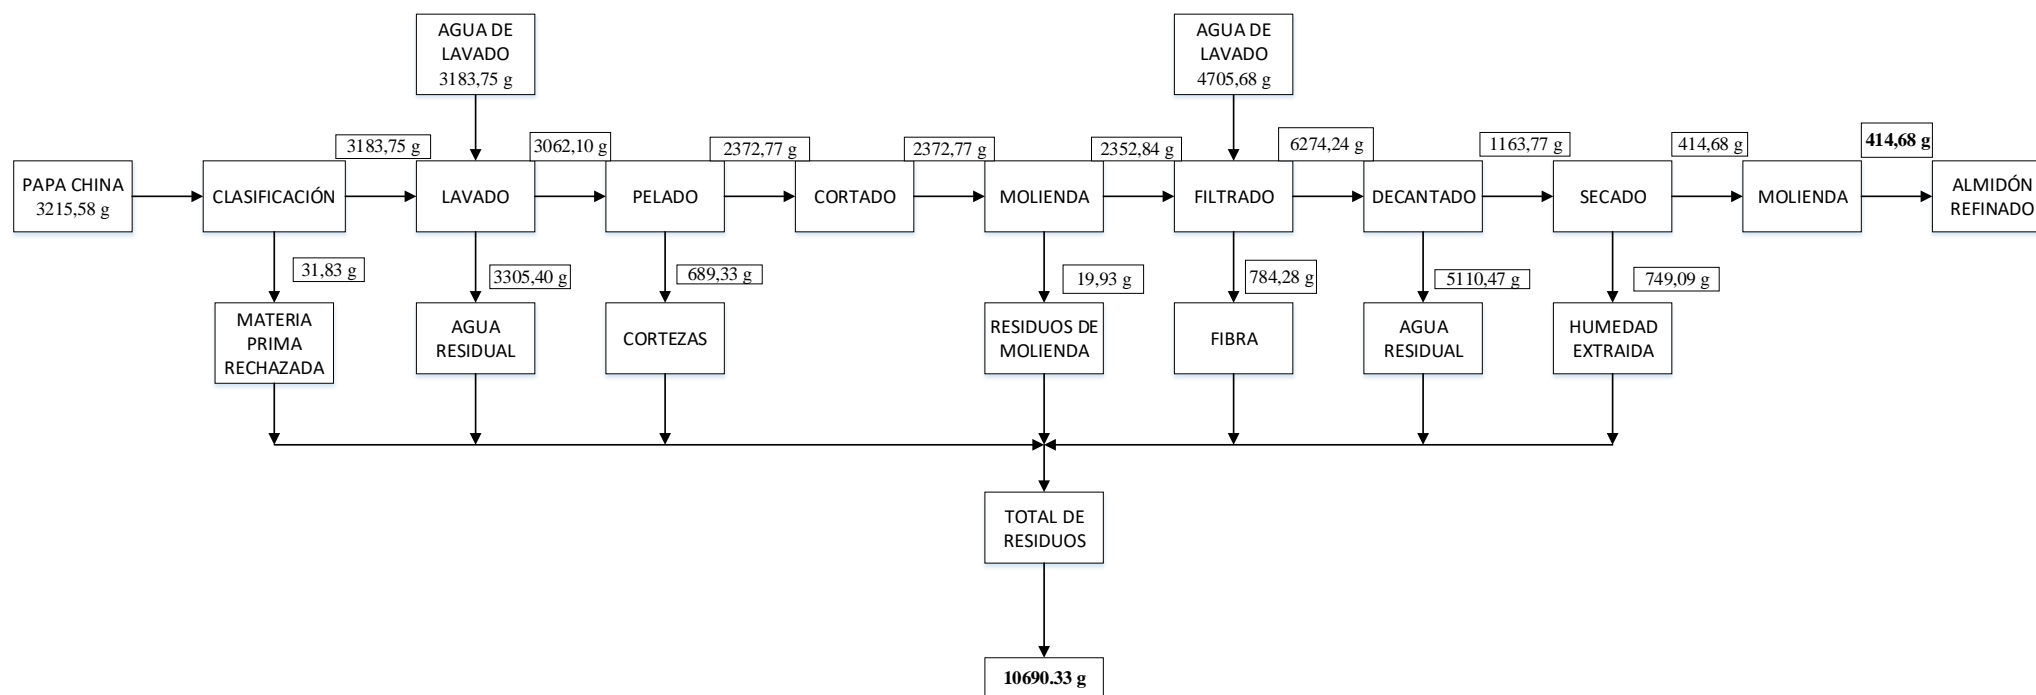 AGUA DE
LAVADO
3183,75 g
AGUA DE
LAVADO
4705,68 g
3183,75 g
3062,10 g
2372,77 g
2372,77 g
2352,84 g
6274,24 g
1163,77 g
414,68 g
414,68 g
PAPA CHINA
3215,58 g
CLASIFICACIÓN
LAVADO
PELADO
CORTADO
MOLIENDA
FILTRADO
DECANTADO
SECADO
MOLIENDA
ALMIDÓN
REFINADO
31,83 g
3305,40 g
689,33 g
19,93 g
784,28 g
5110,47 g
749,09 g
MATERIA
PRIMA
RECHAZADA
AGUA
RESIDUAL
CORTEZAS
RESIDUOS DE
MOLIENDA
FIBRA
AGUA
RESIDUAL
HUMEDAD
EXTRAIDA
TOTAL DE
RESIDUOS
10690.33 g